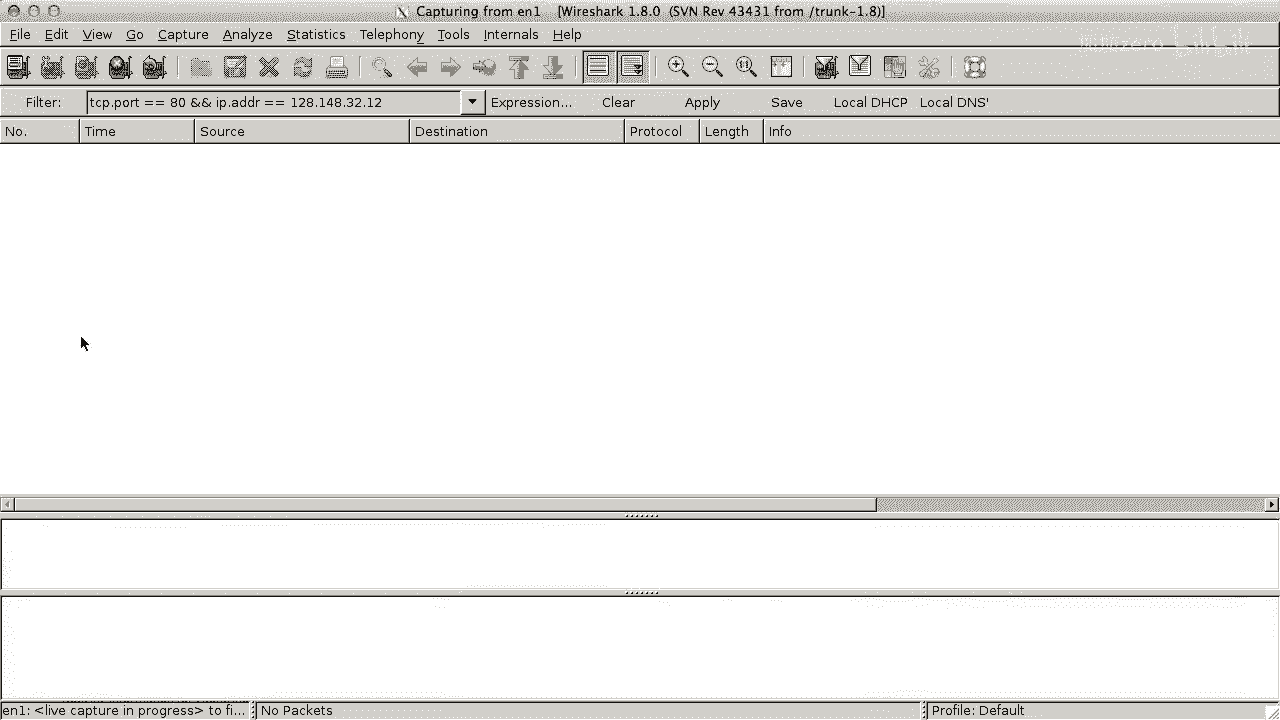 Capturing from en1 [Wireshark 1.8.0 (SVN Rev 43431 from /trunk-1.8)]
File Edit View Go Capture Analyze Statistics Telephony Tools Internals Help
Filter: tcp.port == 80 && ip.addr == 128.148.32.12 Expression... Clear Apply Save Local DHCP Local DNS'
No. Time Source Destination Protocol Length Info
en1: <live capture in progress> to fi... No Packets Profile: Default